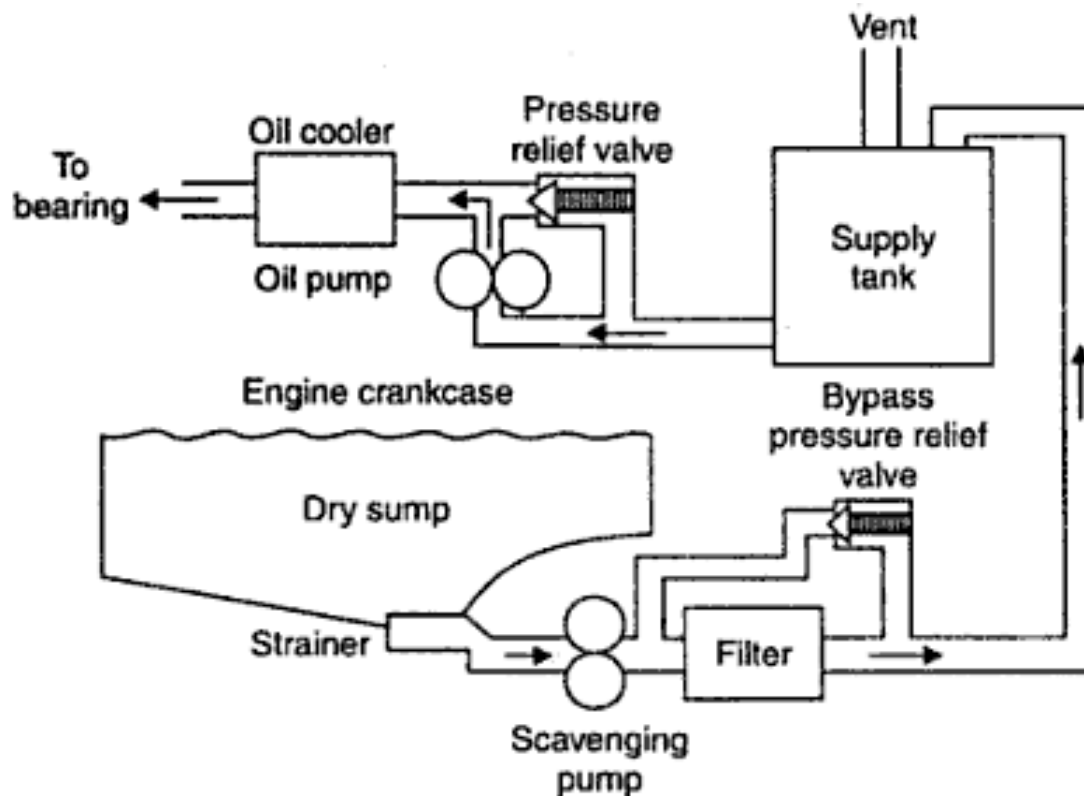 Vent
Pressure
relief valve
Oil cooler
To
bearing
Oil pump
Supply
tank
Engine crankcase
Bypass
pressure relief
valve
Dry sump
Strainer
Filter
Scavenging
pump